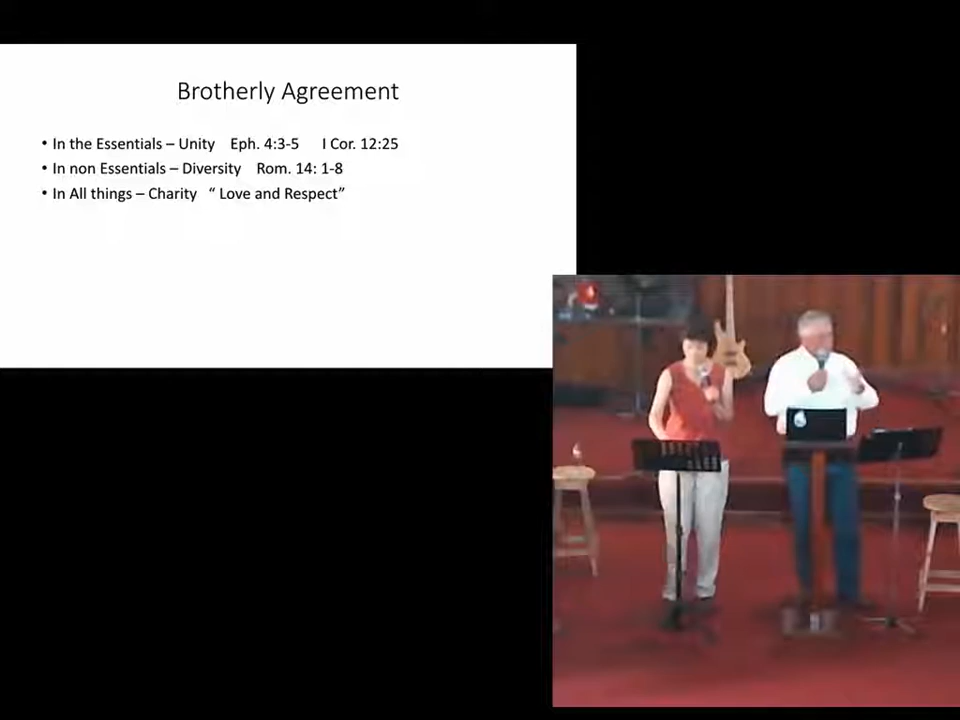 Brotherly Agreement
• In the Essentials – Unity Eph. 4:3-5 I Cor. 12:25
• In non Essentials – Diversity Rom. 14: 1-8
• In All things – Charity “ Love and Respect”